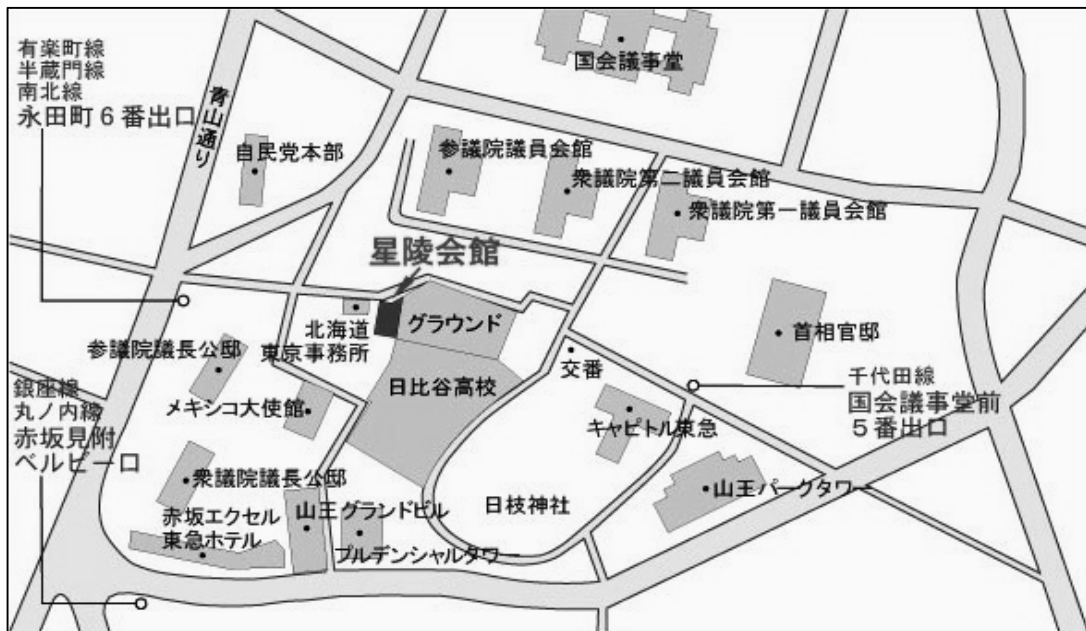 有楽町線
半蔵門線
南北線
永田町６番出口
青山通り
自民党本部
国会議事堂
参議院議員会館
衆議院第二議員会館
衆議院第一議員会館
星陵会館
北海道
東京事務所
グラウンド
首相官邸
参議院議長公邸
日比谷高校
交番
千代田線
国会議事堂前
５番出口
銀座線
丸ノ内線
赤坂見附
ベルビー口
メキシコ大使館
キャピトル東急
衆議院議長公邸
山王グランドビル
日枝神社
山王パークタワー
赤坂エクセル
東急ホテル
プルデンシャルタワー